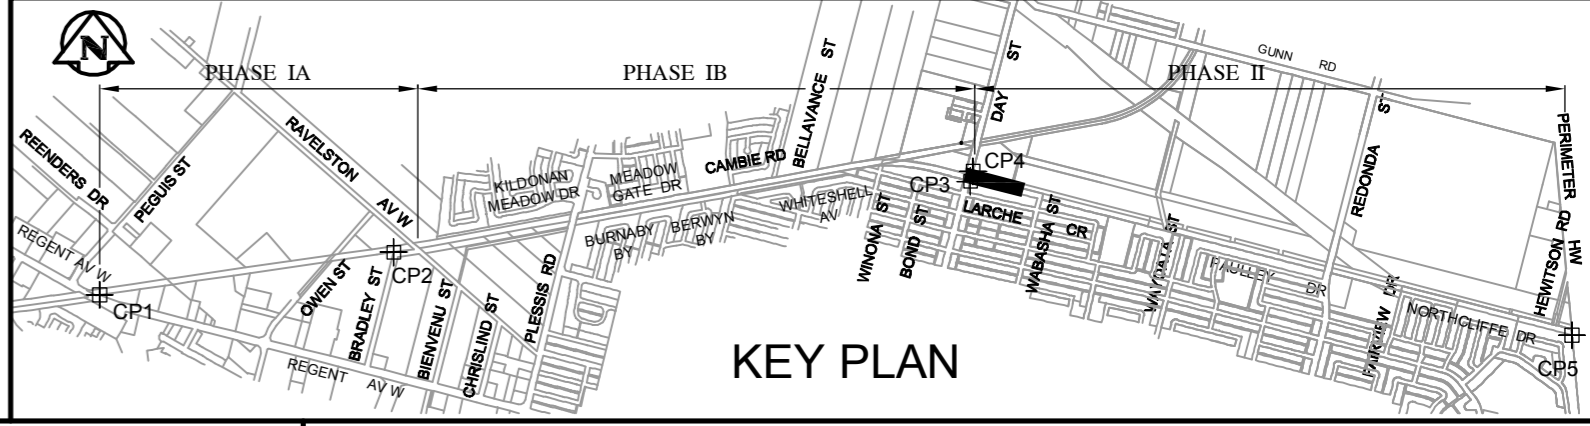 N
PHASE IA
PHASE IB
PHASE II
GUNN RD
BELLAVANCE ST
DAY ST
REDONDA ST
PERIMETER RD HW
HEWITSON RD
REENDERS DR
PEGUIS ST
RAVELSTON AV W
KILDONAN
MEADOW DR
MEADOW
GATE DR
CAMBIE RD
WHITESHELL
AV
CP4
CP3
LARCHE CR
REGENT AV W
CP1
CP2
OWEN ST
BRADLEY ST
BIENVENU ST
CHRISLIND ST
PLESSIS RD
BURNABY
BY
BERWYN
BY
WINONA ST
BOND ST
WABASHA ST
WAYOATA ST
PAULLEY DR
FAIRVIEW DR
NORTHCLIFFE DR
CP5
REGENT AV W
KEY PLAN